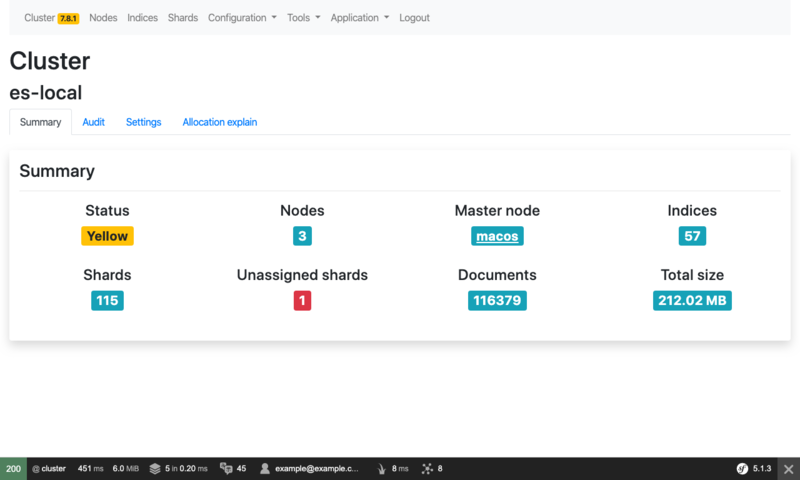 Cluster 7.8.1 Nodes Indices Shards Configuration Tools Application Logout
Cluster
es-local
Summary Audit Settings Allocation explain
Summary
Status Nodes Master node Indices
Yellow 3 macos 57
Shards Unassigned shards Documents Total size
115 1 116379 212.02 MB
200 @ cluster 451 ms 6.0 MiB 5 in 0.20 ms 45 example@example.c... 8 ms 8 sf 5.1.3